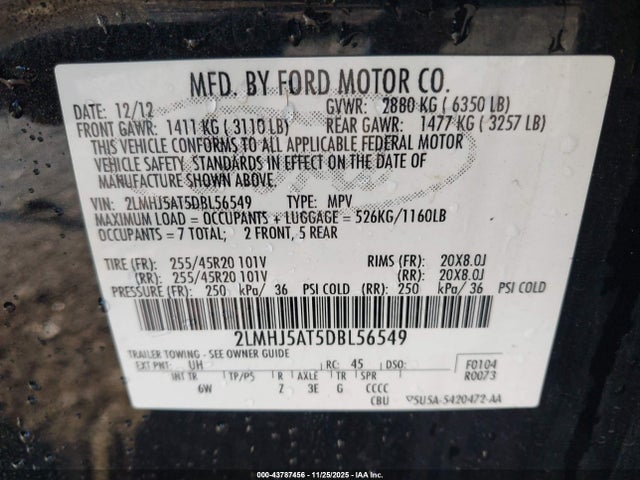 MFD. BY FORD MOTOR CO.
DATE: 12/12 GVWR: 2880 KG ( 6350 LB)
FRONT GAWR: 1411 KG ( 3110 LB) REAR GAWR: 1477 KG ( 3257 LB)
THIS VEHICLE CONFORMS TO ALL APPLICABLE FEDERAL MOTOR
VEHICLE SAFETY STANDARDS IN EFFECT ON THE DATE OF
MANUFACTURE SHOWN ABOVE.
VIN: 2LMHJ5AT5DBL56549 TYPE: MPV
MAXIMUM LOAD = OCCUPANTS + LUGGAGE = 526KG/1160LB
OCCUPANTS = 7 TOTAL; 2 FRONT, 5 REAR
TIRE (FR): 255/45R20 101V RIMS (FR): 20X8.0J
(RR): 255/45R20 101V (RR): 20X8.0J
PRESSURE (FR): 250 kPa/ 36 PSI COLD (RR): 250 kPa/ 36 PSI COLD
2LMHJ5AT5DBL56549
TRAILER TOWING - SEE OWNER GUIDE
EXT PNT: UH RC: 45 DSO: F0104
R0073
INT TR TP/PS R AXLE TR SPR
6W Z 3E G CCCC
CBU 5U5A-5420472-AA
000-43787456 - 11/25/2025 - IAA, Inc.